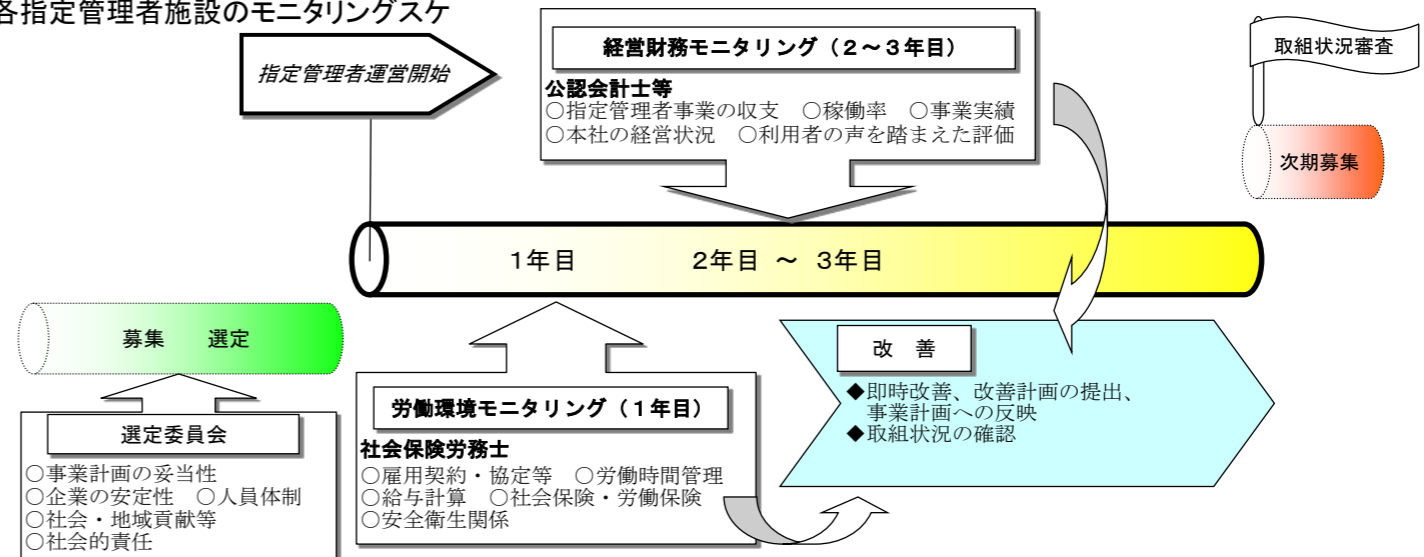 各指定管理者施設のモニタリングスケ
指定管理者運営開始
経営財務モニタリング(2～3年目)
公認会計士等
○指定管理者事業の収支　○稼働率　○事業実績
○本社の経営状況　○利用者の声を踏まえた評価
取組状況審査
次期募集
1年目　2年目 ～ 3年目
募集　選定
選定委員会
○事業計画の妥当性
○企業の安定性　○人員体制
○社会・地域貢献等
○社会的責任
労働環境モニタリング(1年目)
社会保険労務士
○雇用契約・協定等　○労働時間管理
○給与計算　○社会保険・労働保険
○安全衛生関係
改　善
◆即時改善、改善計画の提出、
事業計画への反映
◆取組状況の確認